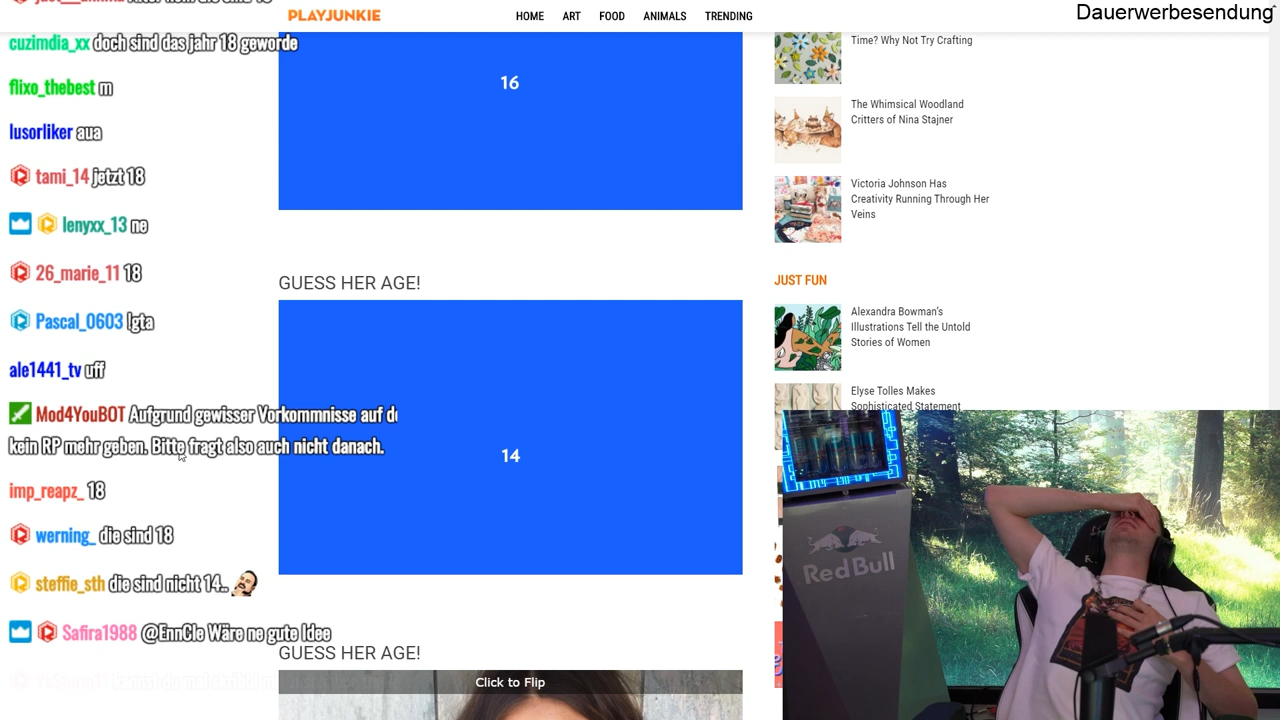 PLAYJUNKIE
HOME ART FOOD ANIMALS TRENDING
Dauerwerbesendung
cuzimdia_xx doch sind das jahr 18 geworde
flixo_thebest m
lusorliker aua
tami_14 jetzt 18
lenyxx_13 ne
26_marie_11 18
Pascal_0603 lgta
ale1441_tv uff
Mod4YouBOT Aufgrund gewisser Vorkommnisse auf de
kein RP mehr geben. Bitte fragt also auch nicht danach.
imp_reapz_ 18
werning_ die sind 18
steffie_sth die sind nicht 14..
Safira1988 @EnnCle Wäre ne gute Idee
16
GUESS HER AGE!
14
GUESS HER AGE!
Click to Flip
Time? Why Not Try Crafting
The Whimsical Woodland
Critters of Nina Stajner
Victoria Johnson Has
Creativity Running Through Her
Veins
JUST FUN
Alexandra Bowman's
Illustrations Tell the Untold
Stories of Women
Elyse Tolles Makes
Sophisticated Statement
RedBull